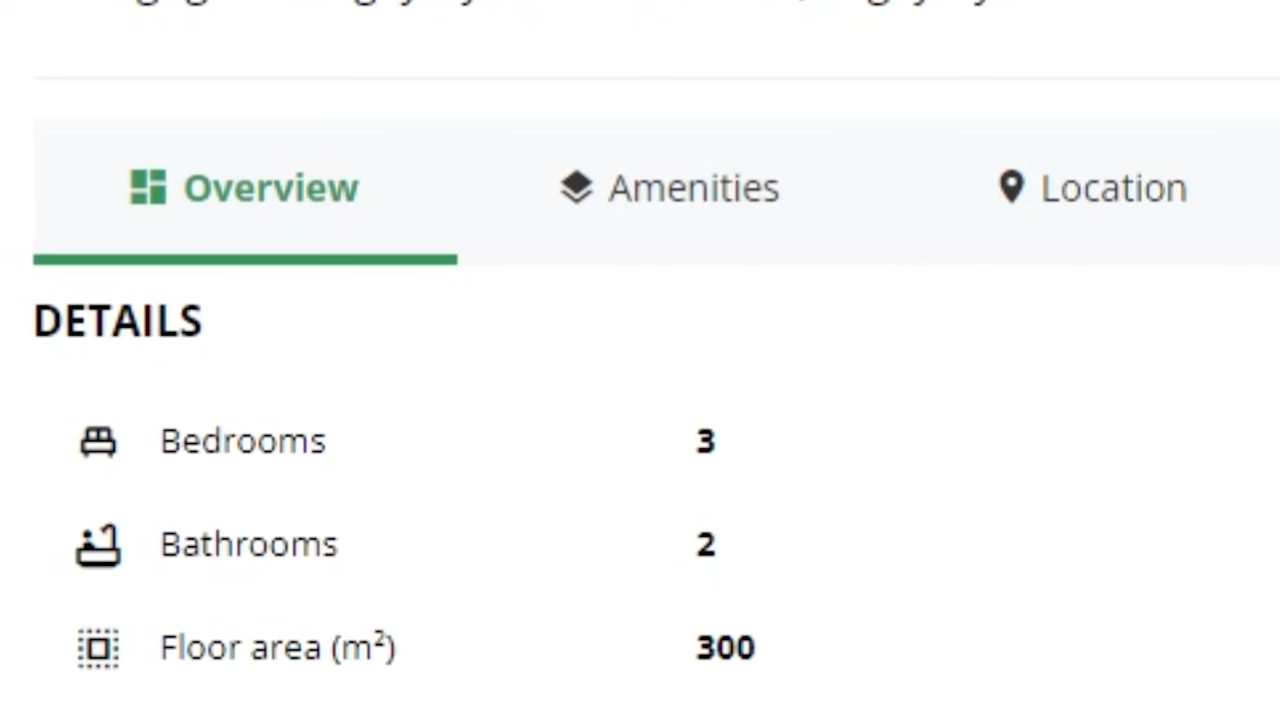 Overview Amenities Location
DETAILS
Bedrooms 3
Bathrooms 2
Floor area (m²) 300